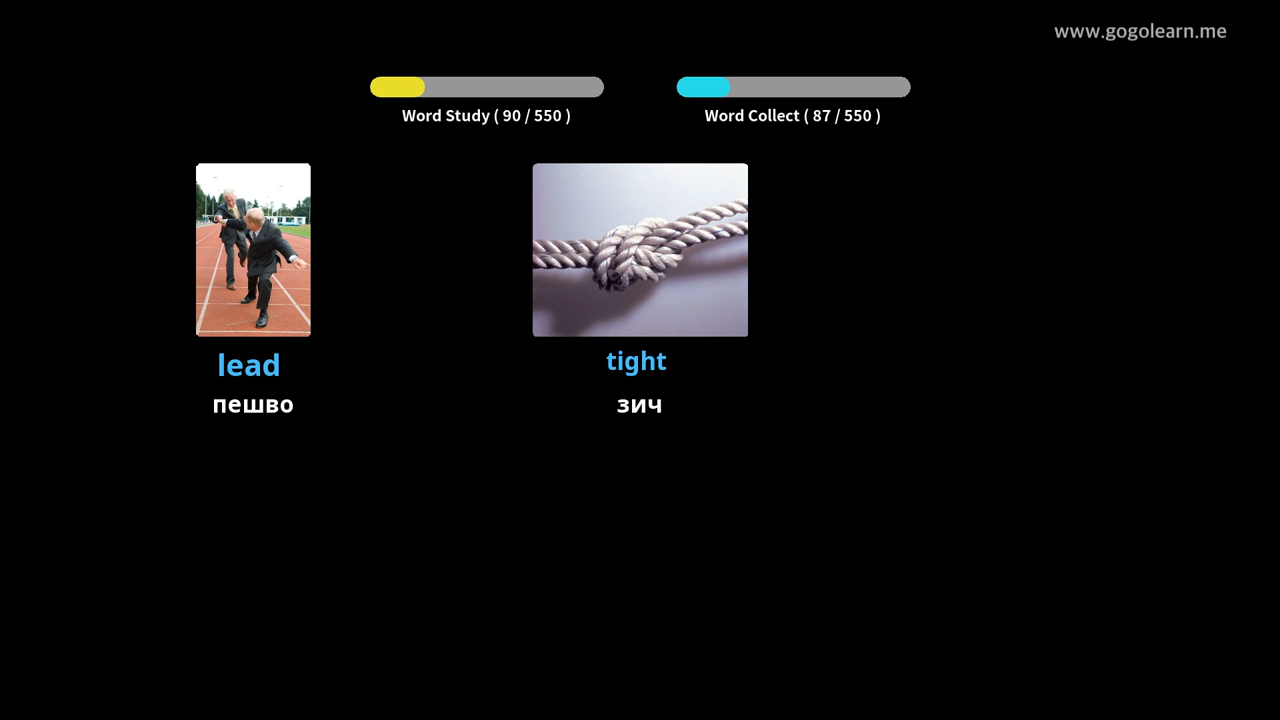 www.gogolearn.me
Word Study ( 90 / 550 )
Word Collect ( 87 / 550 )
lead
пешво
tight
зич